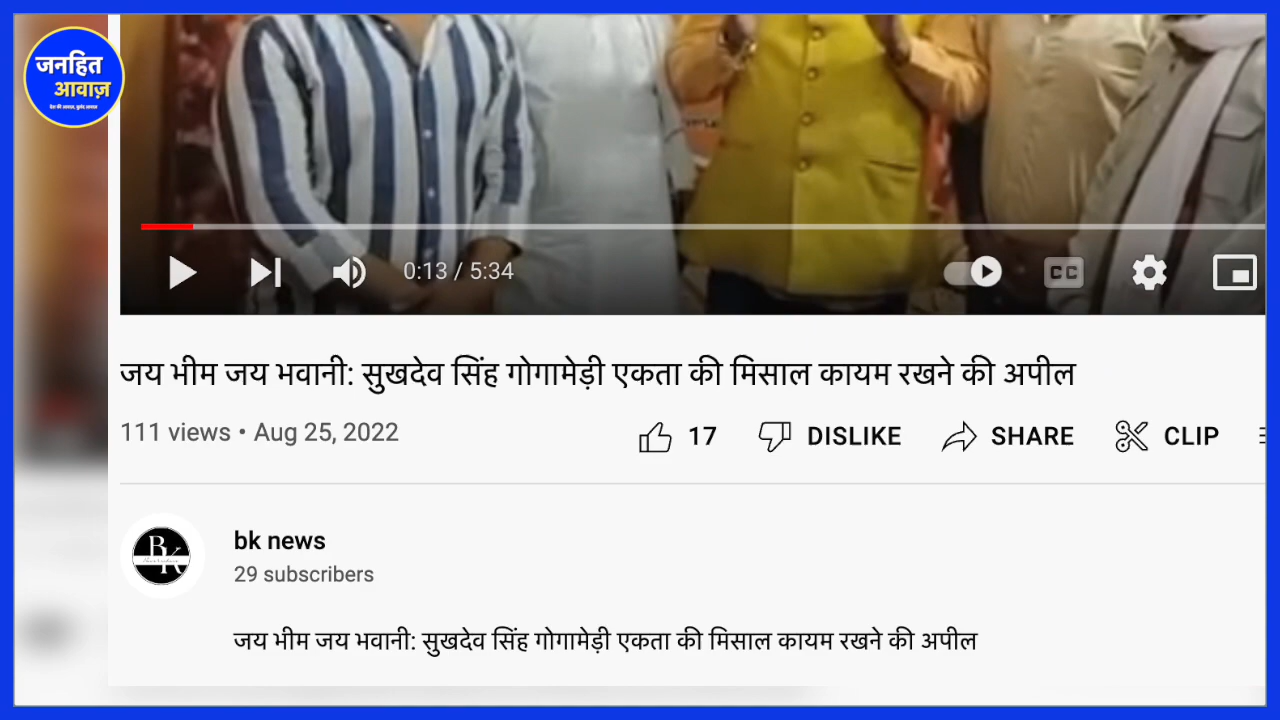 जनहित
आवाज़
0:13 / 5:34
CC
जय भीम जय भवानी: सुखदेव सिंह गोगामेड़ी एकता की मिसाल कायम रखने की अपील
111 views • Aug 25, 2022
17
DISLIKE
SHARE
CLIP
BK
bk news
29 subscribers
जय भीम जय भवानी: सुखदेव सिंह गोगामेड़ी एकता की मिसाल कायम रखने की अपील